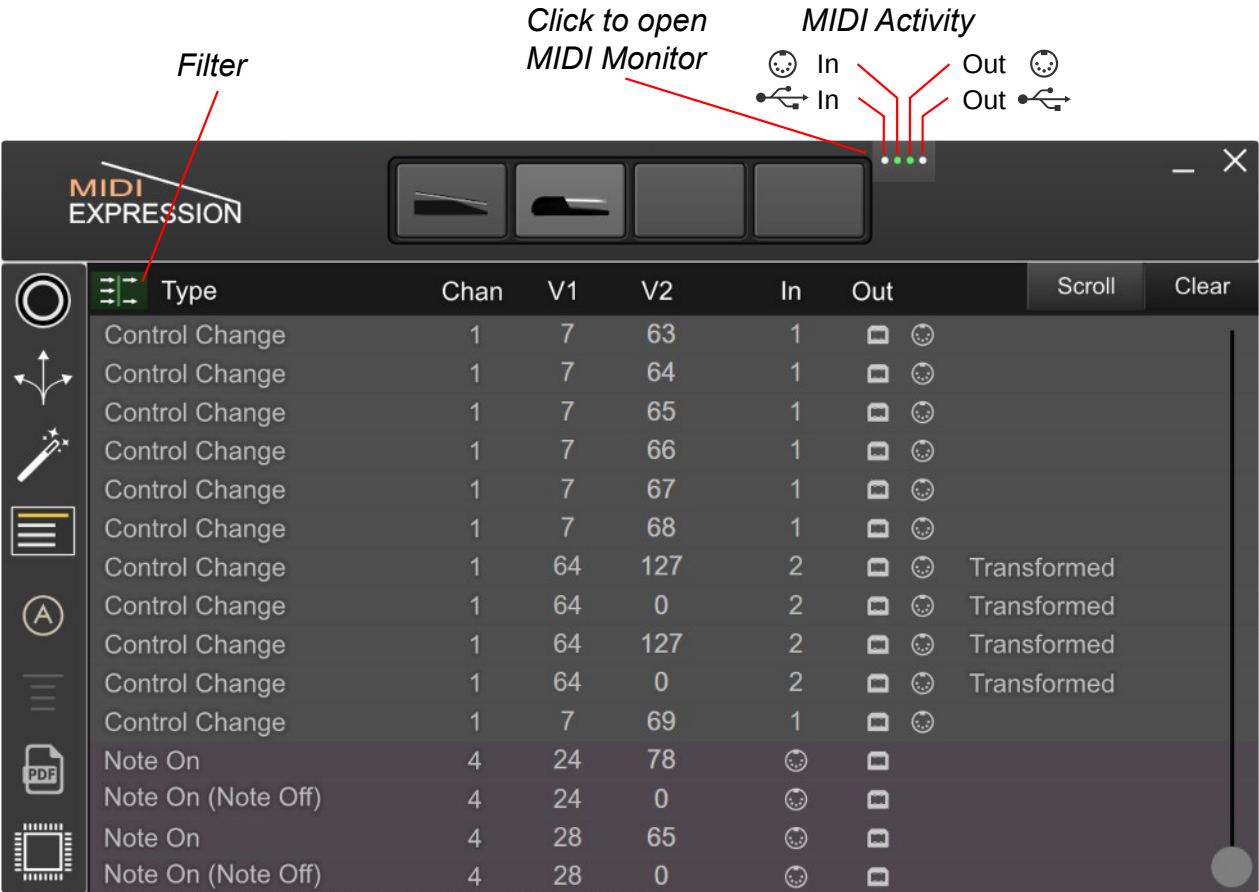 Click to open
MIDI Monitor
MIDI Activity
Filter
In
Out
In
Out
MIDI
EXPRESSION
Type Chan V1 V2 In Out Scroll Clear
Control Change 1 7 63 1
Control Change 1 7 64 1
Control Change 1 7 65 1
Control Change 1 7 66 1
Control Change 1 7 67 1
Control Change 1 7 68 1
Control Change 1 64 127 2 Transformed
Control Change 1 64 0 2 Transformed
Control Change 1 64 127 2 Transformed
Control Change 1 64 0 2 Transformed
Control Change 1 7 69 1
Note On 4 24 78
Note On (Note Off) 4 24 0
Note On 4 28 65
Note On (Note Off) 4 28 0
A
PDF